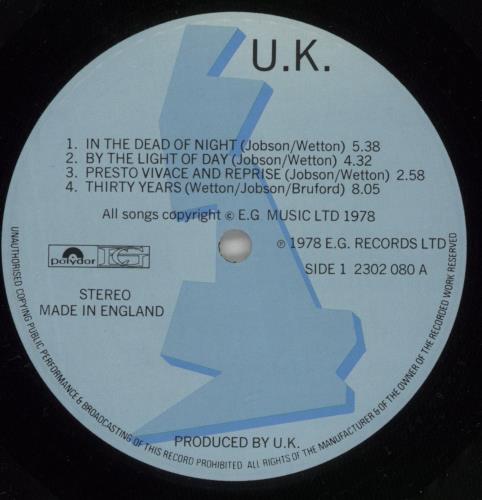 U.K.
1. IN THE DEAD OF NIGHT (Jobson/Wetton) 5.38
2. BY THE LIGHT OF DAY (Jobson/Wetton) 4.32
3. PRESTO VIVACE AND REPRISE (Jobson/Wetton) 2.58
4. THIRTY YEARS (Wetton/Jobson/Bruford) 8.05
All songs copyright © E.G MUSIC LTD 1978
polydor EG
℗ 1978 E.G. RECORDS LTD
SIDE 1 2302 080 A
STEREO
MADE IN ENGLAND
PRODUCED BY U.K.
UNAUTHORISED COPYING PUBLIC PERFORMANCE & BROADCASTING OF THIS RECORD PROHIBITED ALL RIGHTS OF THE MANUFACTURER & OF THE OWNER OF THE RECORDED WORK RESERVED